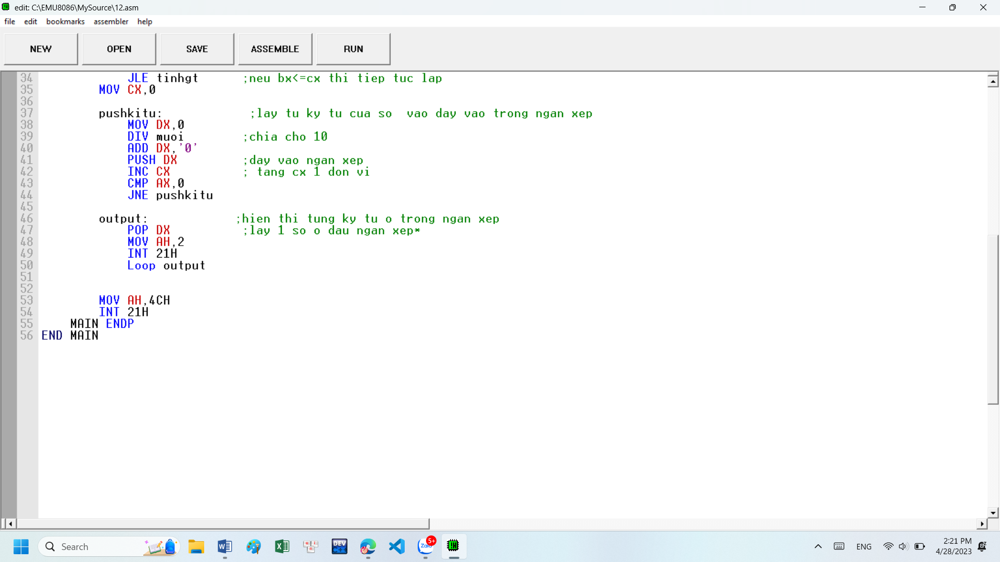 edit: C:\EMU8086\MySource\12.asm
file edit bookmarks assembler help
NEW OPEN SAVE ASSEMBLE RUN
34 JLE tinhgt ;neu bx<=cx thi tiep tuc lap
35 MOV CX,0
36
37 pushkitu: ;lay tu ky tu cua so vao day vao trong ngan xep
38 MOV DX,0
39 DIV muoi ;chia cho 10
40 ADD DX,'0'
41 PUSH DX ;day vao ngan xep
42 INC CX ; tang cx 1 don vi
43 CMP AX,0
44 JNE pushkitu
45
46 output: ;hien thi tung ky tu o trong ngan xep
47 POP DX ;lay 1 so o dau ngan xep*
48 MOV AH,2
49 INT 21H
50 Loop output
51
52
53 MOV AH,4CH
54 INT 21H
55 MAIN ENDP
56 END MAIN
Search
DEV C++
Zalo 5+
ENG
2:21 PM
4/28/2023